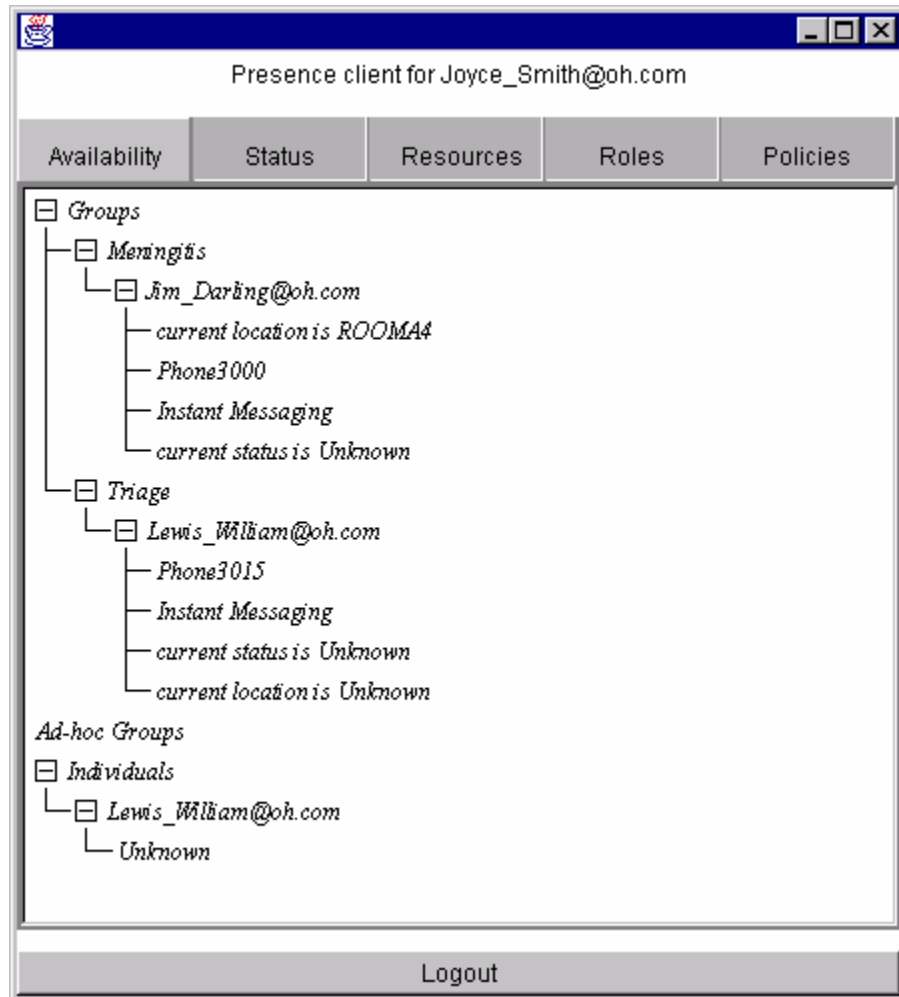 Presence client for Joyce_Smith@oh.com
Availability Status Resources Roles Policies
Groups
Meningitis
Jim_Darling@oh.com
current location is ROOMA4
Phone3000
Instant Messaging
current status is Unknown
Triage
Lewis_William@oh.com
Phone3015
Instant Messaging
current status is Unknown
current location is Unknown
Ad-hoc Groups
Individuals
Lewis_William@oh.com
Unknown
Logout